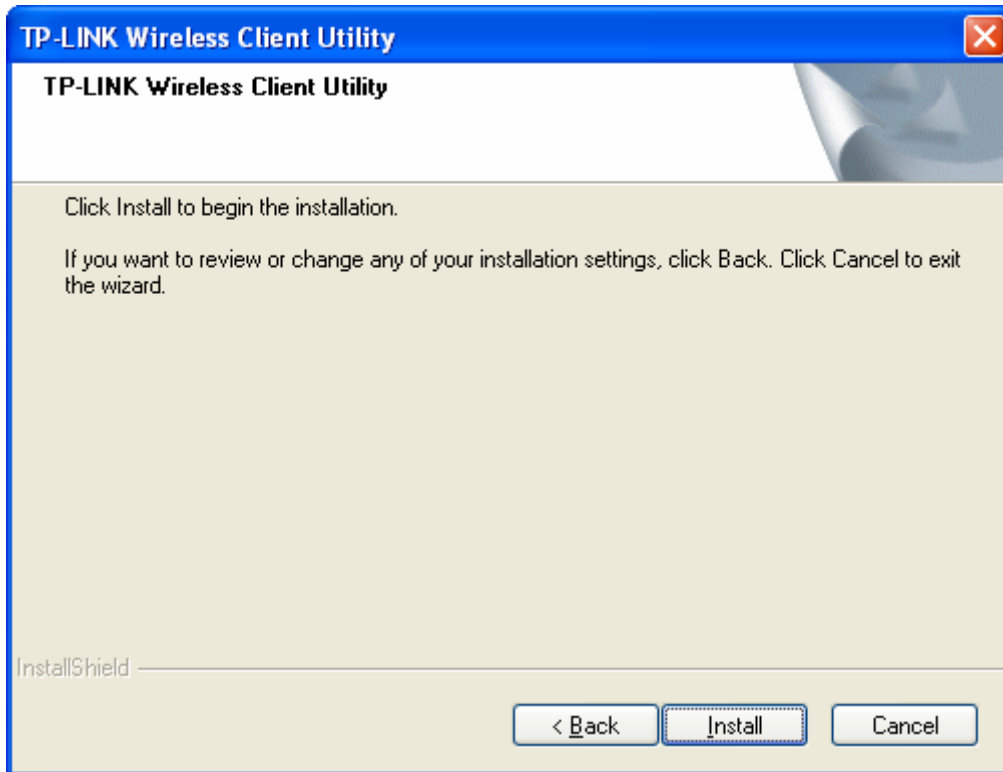 TP-LINK Wireless Client Utility
TP-LINK Wireless Client Utility
Click Install to begin the installation.
If you want to review or change any of your installation settings, click Back. Click Cancel to exit
the wizard.
InstallShield
< Back
Install
Cancel